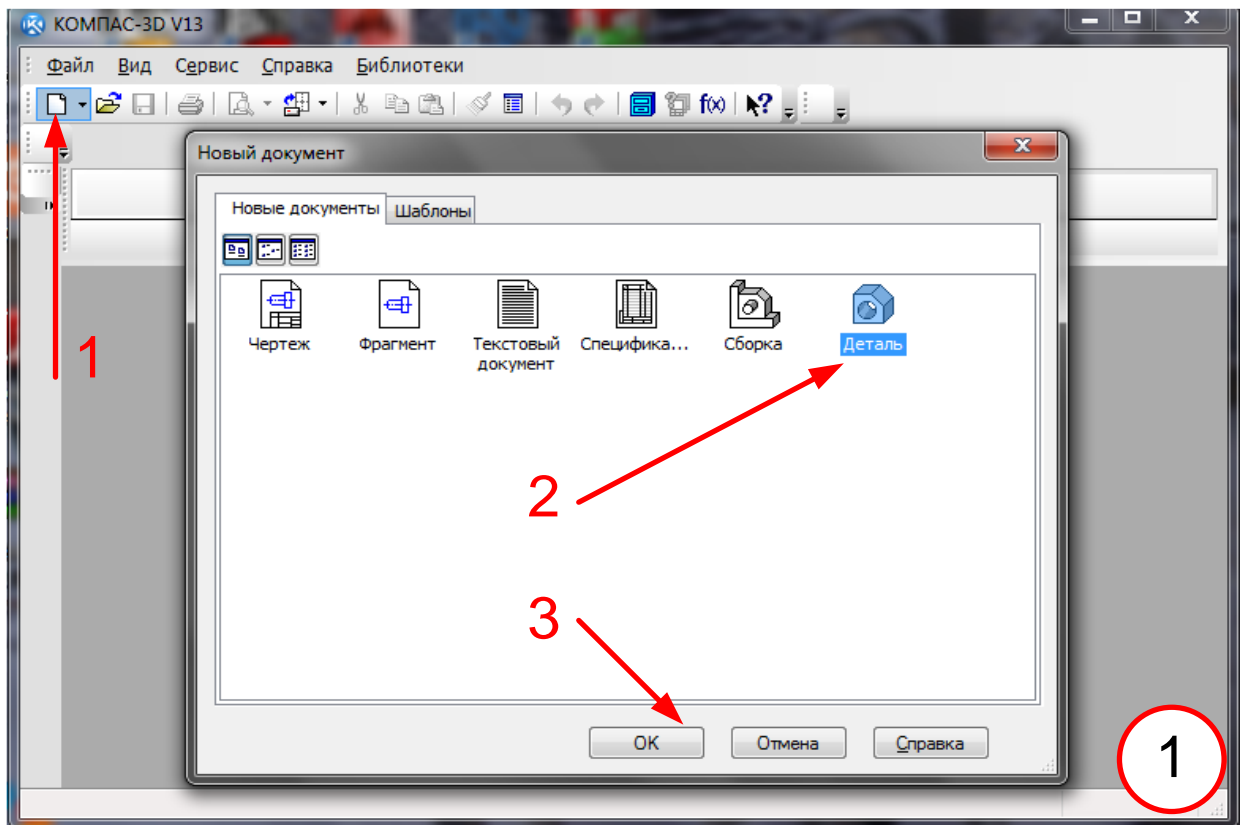 КОМПАС-3D V13
Файл Вид Сервис Справка Библиотеки
f(x)
Новый документ
Новые документы Шаблоны
Чертеж Фрагмент Текстовый документ Специфика... Сборка Деталь
1
2
3
OK Отмена Справка
1